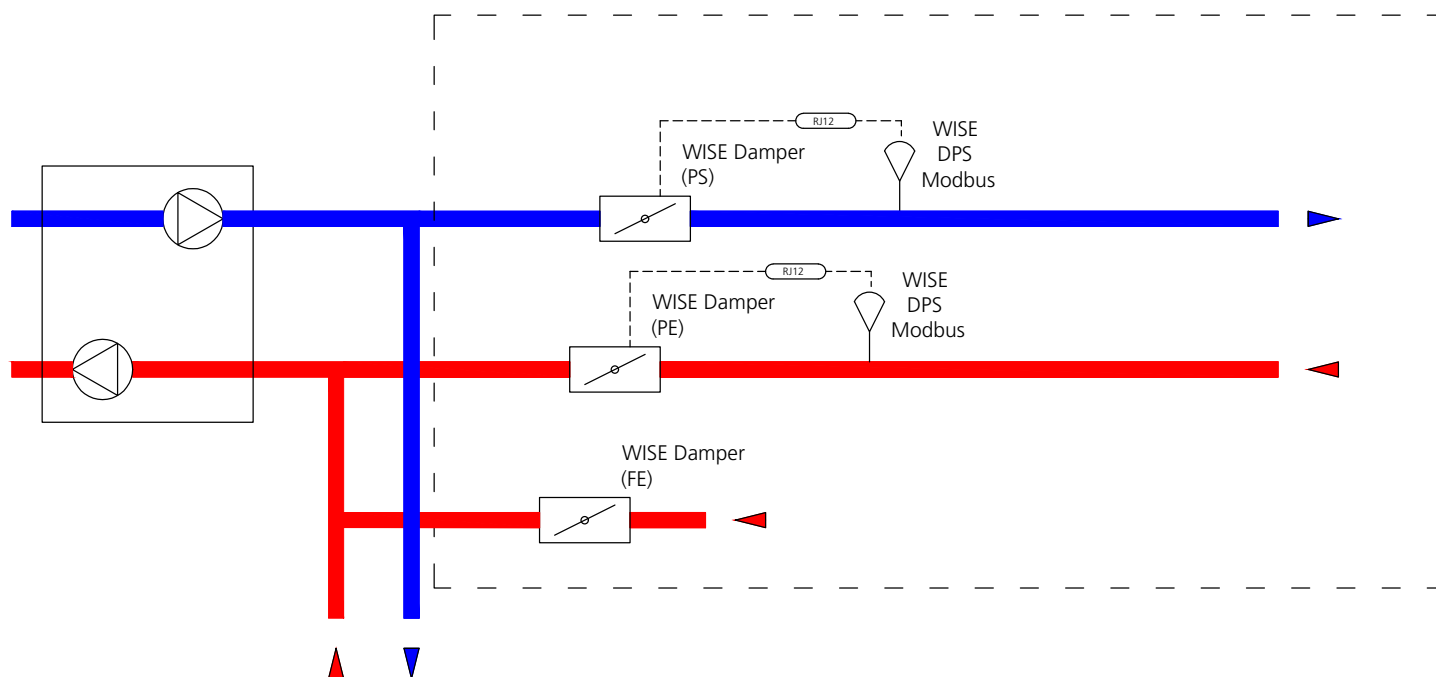 RJ12
WISE
DPS
Modbus
WISE Damper
(PS)
RJ12
WISE
DPS
Modbus
WISE Damper
(PE)
WISE Damper
(FE)